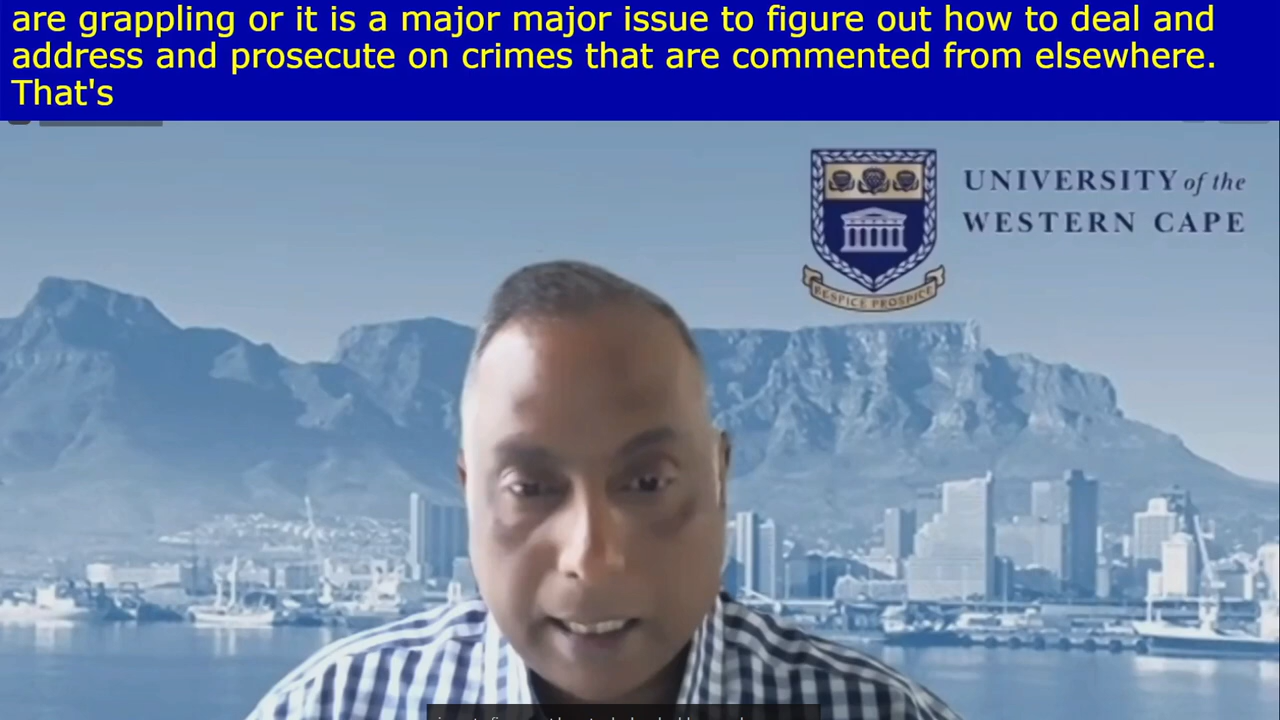 are grappling or it is a major major issue to figure out how to deal and
address and prosecute on crimes that are commented from elsewhere.
That's
UNIVERSITY of the
WESTERN CAPE
RESPICE PROSPICE